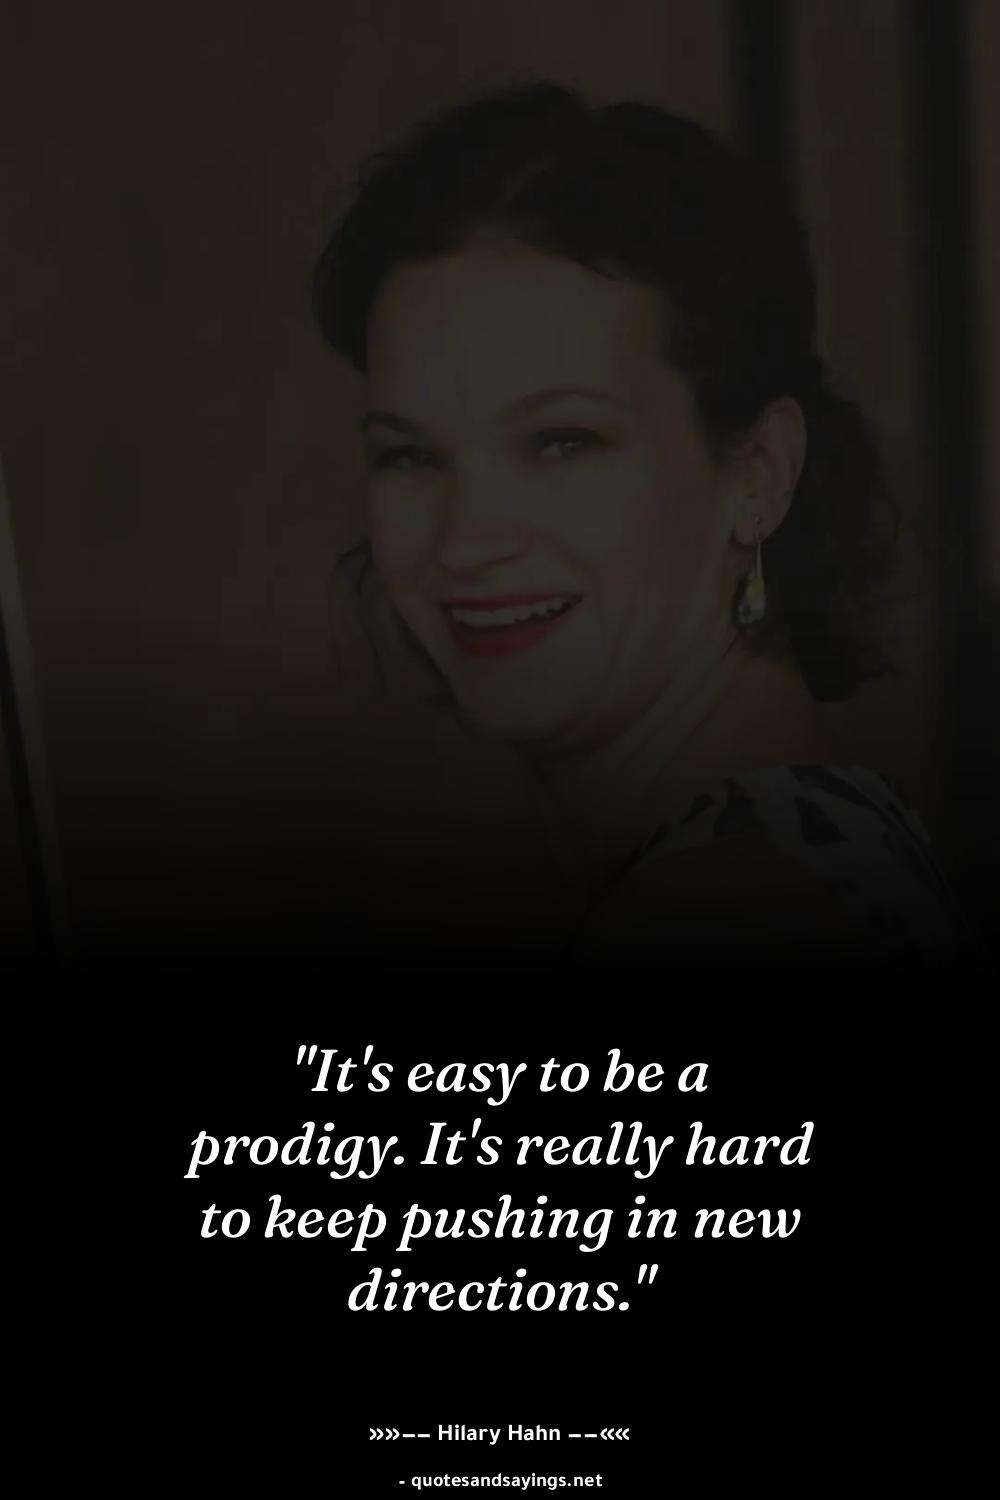 "It's easy to be a
prodigy. It's really hard
to keep pushing in new
directions."
»»–– Hilary Hahn ––««
- quotesandsayings.net